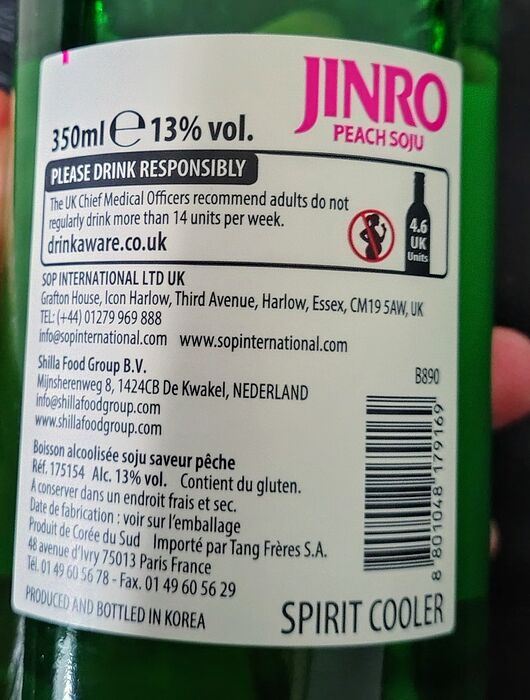 JINRO
PEACH SOJU
350ml e 13% vol.
PLEASE DRINK RESPONSIBLY
The UK Chief Medical Officers recommend adults do not
regularly drink more than 14 units per week.
drinkaware.co.uk
4.6
UK
Units
SOP INTERNATIONAL LTD UK
Grafton House, Icon Harlow, Third Avenue, Harlow, Essex, CM19 5AW, UK
TEL: (+44) 01279 969 888
info@sopinternational.com www.sopinternational.com
Shilla Food Group B.V.
Mijnsherenweg 8, 1424CB De Kwakel, NEDERLAND
info@shillafoodgroup.com
www.shillafoodgroup.com
B890
Boisson alcoolisée soju saveur pêche
Réf. 175154 Alc. 13% vol. Contient du gluten.
A conserver dans un endroit frais et sec.
Date de fabrication : voir sur l'emballage
Produit de Corée du Sud Importé par Tang Frères S.A.
48 avenue d'Ivry 75013 Paris France
Tél. 01 49 60 56 78 - Fax. 01 49 60 56 29
PRODUCED AND BOTTLED IN KOREA
8 801048 179169
SPIRIT COOLER